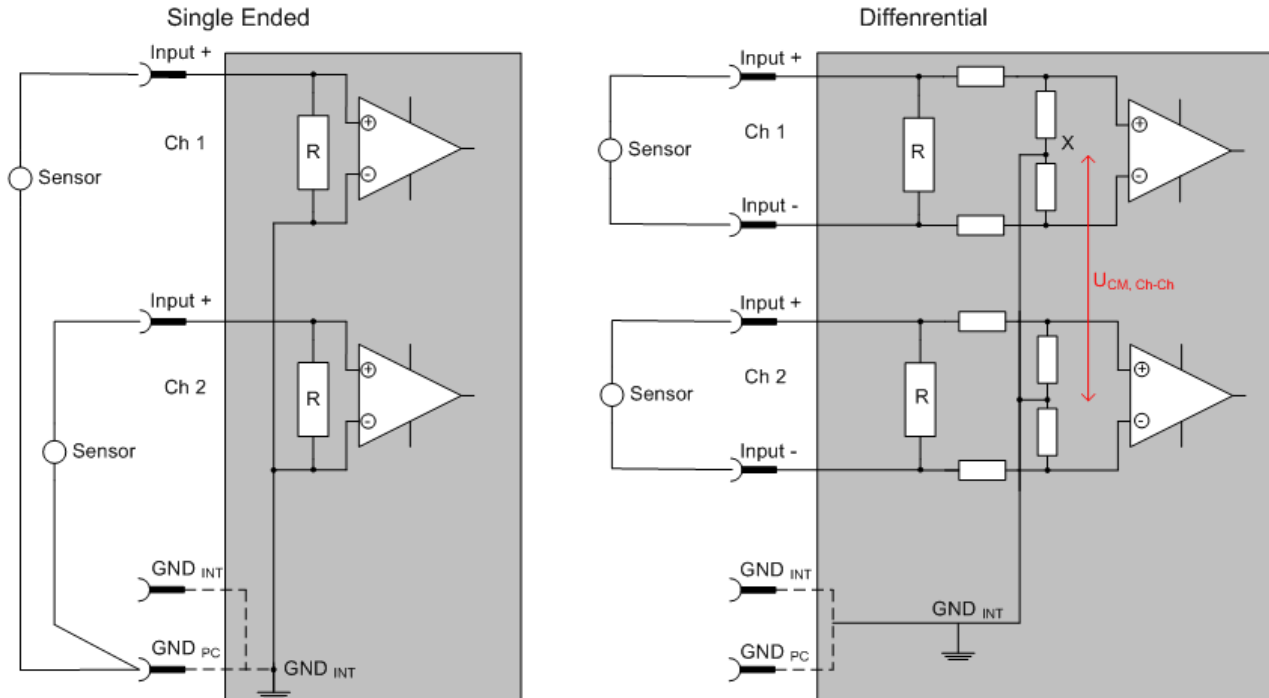 Single Ended
Input +
Ch 1
R
+
-
Sensor
Input +
Ch 2
R
+
-
Sensor
GND INT
GND PC
GND INT
Diffenrential
Input +
Ch 1
Sensor
R
X
+
-
Input -
UCM, Ch-Ch
Input +
Ch 2
Sensor
R
+
-
Input -
GND INT
GND INT
GND PC